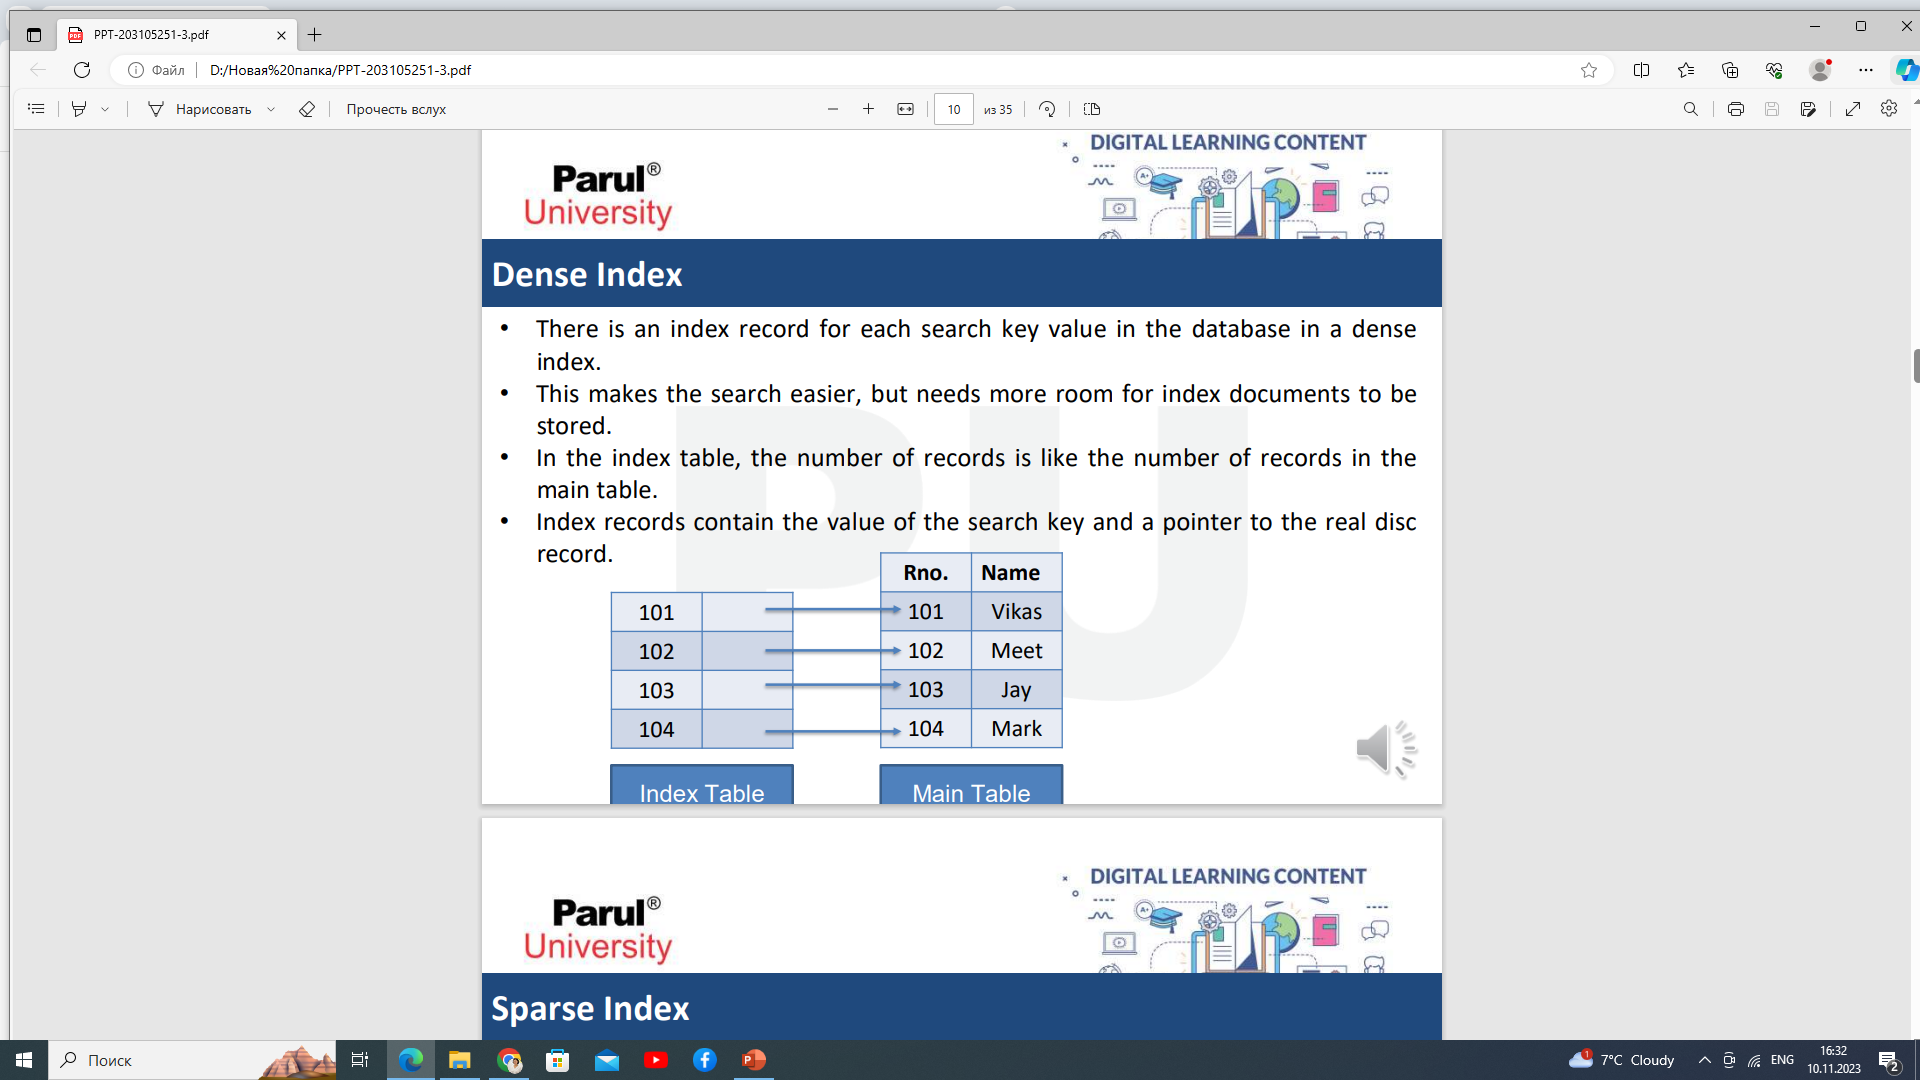 PPT-203105251-3.pdf
Файл D:/Новая%20папка/PPT-203105251-3.pdf
Нарисовать Прочесть вслух 10 из 35
DIGITAL LEARNING CONTENT
A+
Parul®
University
Dense Index
• There is an index record for each search key value in the database in a dense
index.
• This makes the search easier, but needs more room for index documents to be
stored.
• In the index table, the number of records is like the number of records in the
main table.
• Index records contain the value of the search key and a pointer to the real disc
record.
Rno. Name
101 101 Vikas
102 102 Meet
103 103 Jay
104 104 Mark
Index Table Main Table
DIGITAL LEARNING CONTENT
A+
Parul®
University
Sparse Index
Поиск 1 7°C Cloudy ENG 16:32
10.11.2023 2